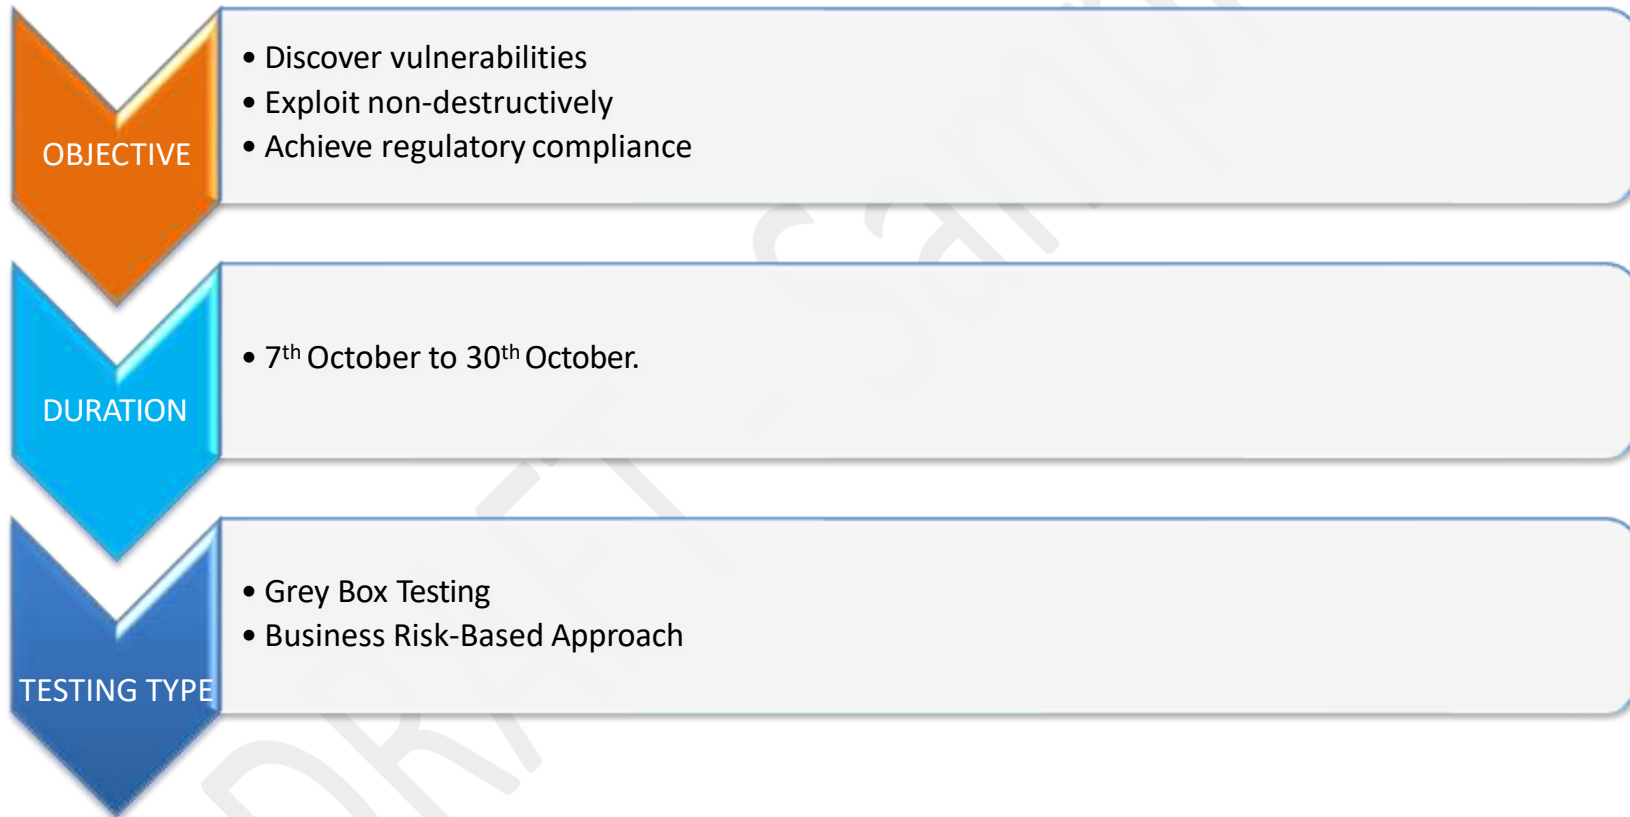 • Discover vulnerabilities
• Exploit non-destructively
• Achieve regulatory compliance
OBJECTIVE
• 7th October to 30th October.
DURATION
• Grey Box Testing
• Business Risk-Based Approach
TESTING TYPE
DRAFT